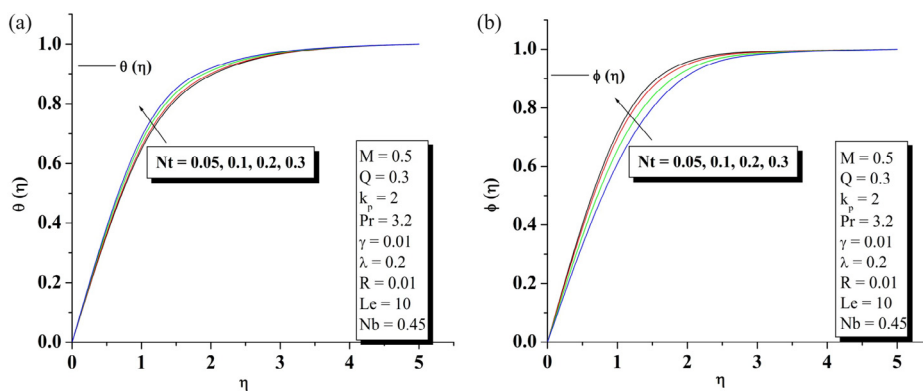 (a)
1.0
0.8
0.6
0.4
0.2
0.0
θ (η)
θ (η)
Nt = 0.05, 0.1, 0.2, 0.3
M = 0.5
Q = 0.3
kp = 2
Pr = 3.2
γ = 0.01
λ = 0.2
R = 0.01
Le = 10
Nb = 0.45
0 1 2 3 4 5
η
(b)
1.0
0.8
0.6
0.4
0.2
0.0
ϕ (η)
ϕ (η)
Nt = 0.05, 0.1, 0.2, 0.3
M = 0.5
Q = 0.3
kp = 2
Pr = 3.2
γ = 0.01
λ = 0.2
R = 0.01
Le = 10
Nb = 0.45
0 1 2 3 4 5
η